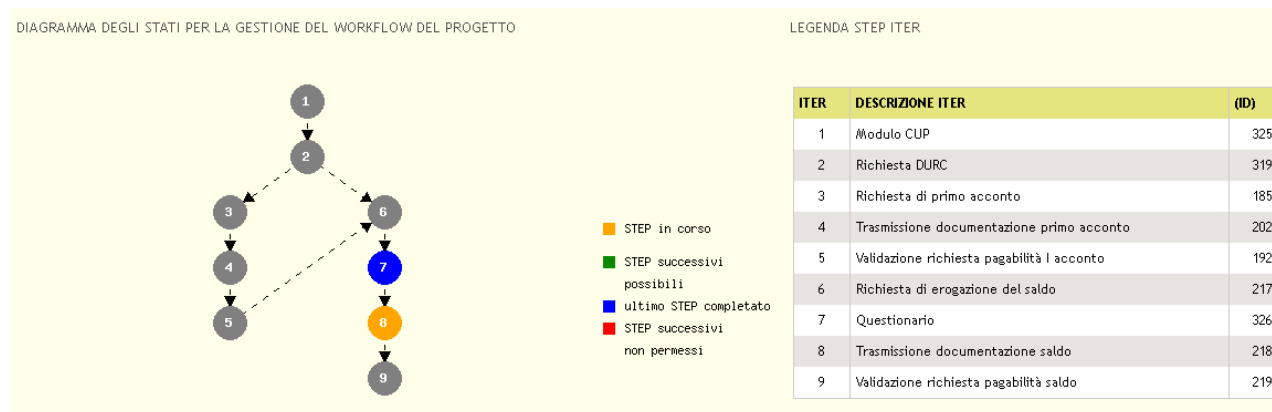 DIAGRAMMA DEGLI STATI PER LA GESTIONE DEL WORKFLOW DEL PROGETTO
1
2
3
6
4
7
5
8
9
STEP in corso
STEP successivi
possibili
ultimo STEP completato
STEP successivi
non permessi
LEGENDA STEP ITER
ITER DESCRIZIONE ITER (ID)
1 Modulo CUP 325
2 Richiesta DURC 319
3 Richiesta di primo acconto 185
4 Trasmissione documentazione primo acconto 202
5 Validazione richiesta pagabilità I acconto 192
6 Richiesta di erogazione del saldo 217
7 Questionario 326
8 Trasmissione documentazione saldo 218
9 Validazione richiesta pagabilità saldo 219